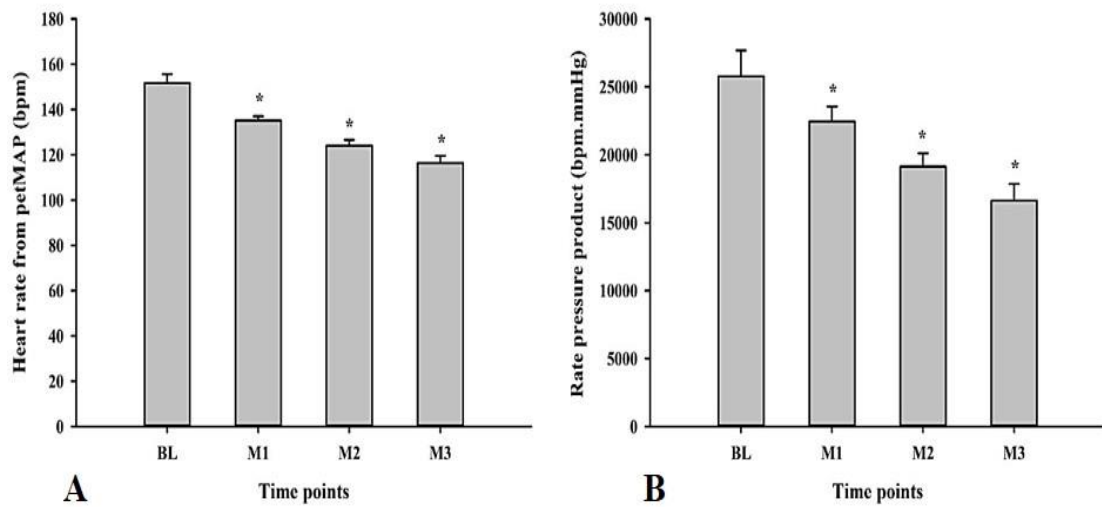 Heart rate from petMAP (bpm)
180
160
140
120
100
80
60
40
20
0
*
*
*
BL M1 M2 M3
Time points
A
Rate pressure product (bpm.mmHg)
30000
25000
20000
15000
10000
5000
0
*
*
*
BL M1 M2 M3
Time points
B